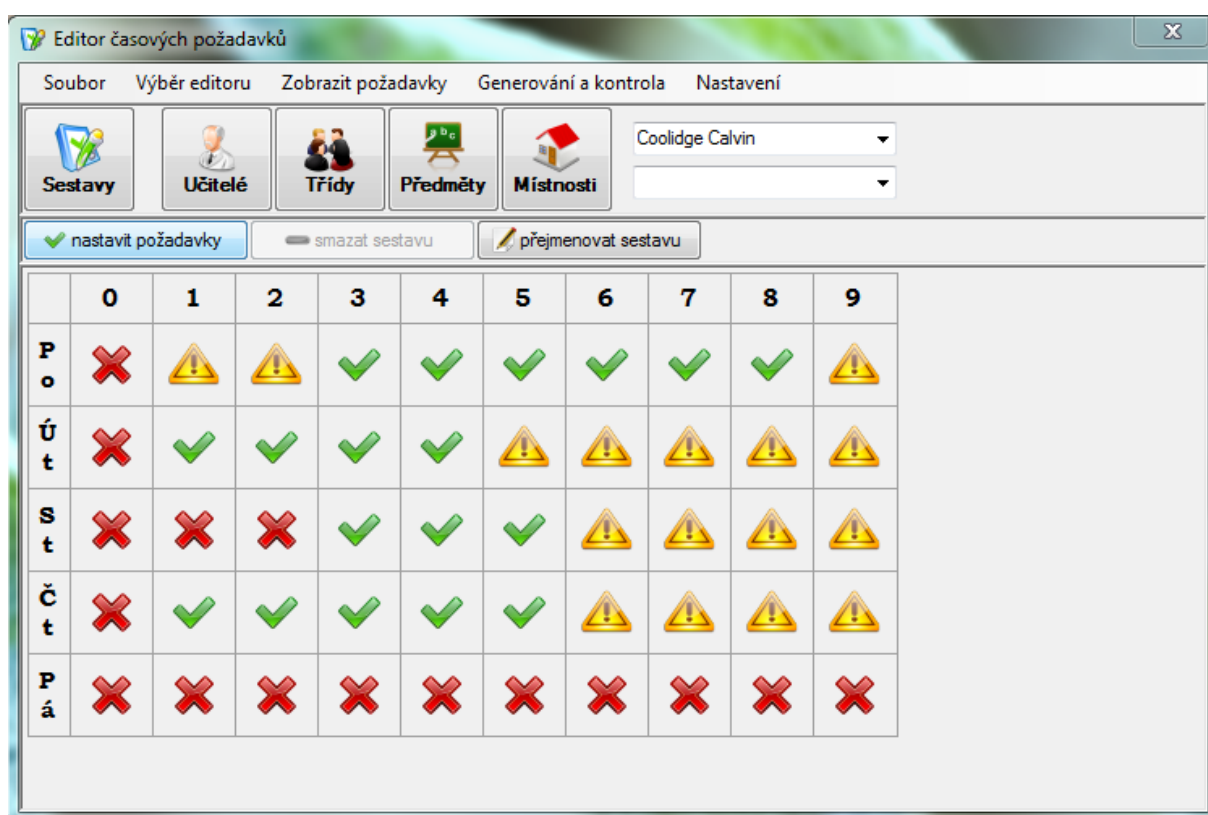 Editor časových požadavků
Soubor Výběr editoru Zobrazit požadavky Generování a kontrola Nastavení
Sestavy Učitelé Třídy Předměty Místnosti
Coolidge Calvin
nastavit požadavky smazat sestavu přejmenovat sestavu
0 1 2 3 4 5 6 7 8 9
Po
Út
St
Čt
Pá